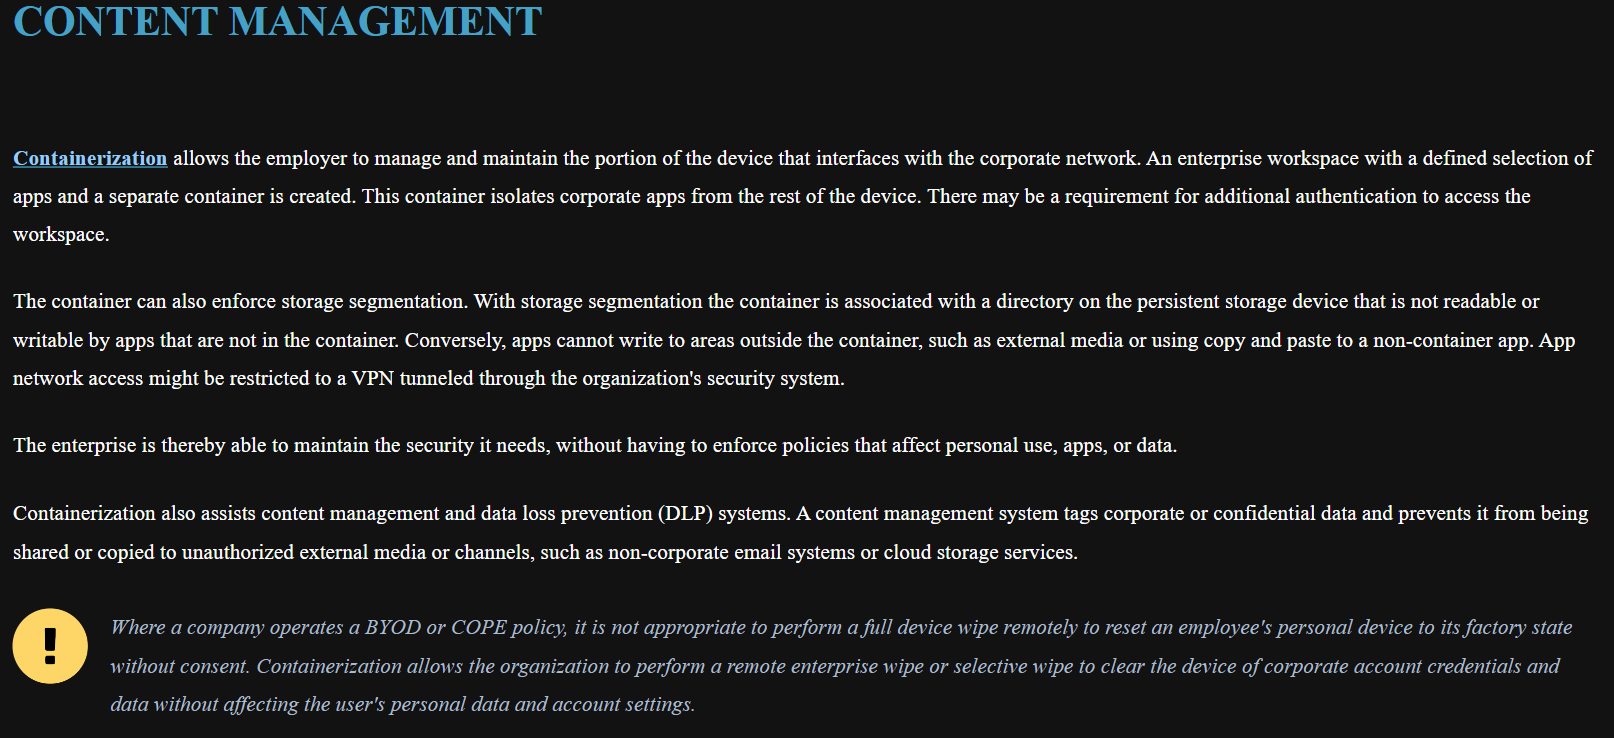 CONTENT MANAGEMENT
Containerization allows the employer to manage and maintain the portion of the device that interfaces with the corporate network. An enterprise workspace with a defined selection of
apps and a separate container is created. This container isolates corporate apps from the rest of the device. There may be a requirement for additional authentication to access the
workspace.
The container can also enforce storage segmentation. With storage segmentation the container is associated with a directory on the persistent storage device that is not readable or
writable by apps that are not in the container. Conversely, apps cannot write to areas outside the container, such as external media or using copy and paste to a non-container app. App
network access might be restricted to a VPN tunneled through the organization's security system.
The enterprise is thereby able to maintain the security it needs, without having to enforce policies that affect personal use, apps, or data.
Containerization also assists content management and data loss prevention (DLP) systems. A content management system tags corporate or confidential data and prevents it from being
shared or copied to unauthorized external media or channels, such as non-corporate email systems or cloud storage services.
Where a company operates a BYOD or COPE policy, it is not appropriate to perform a full device wipe remotely to reset an employee's personal device to its factory state
without consent. Containerization allows the organization to perform a remote enterprise wipe or selective wipe to clear the device of corporate account credentials and
data without affecting the user's personal data and account settings.